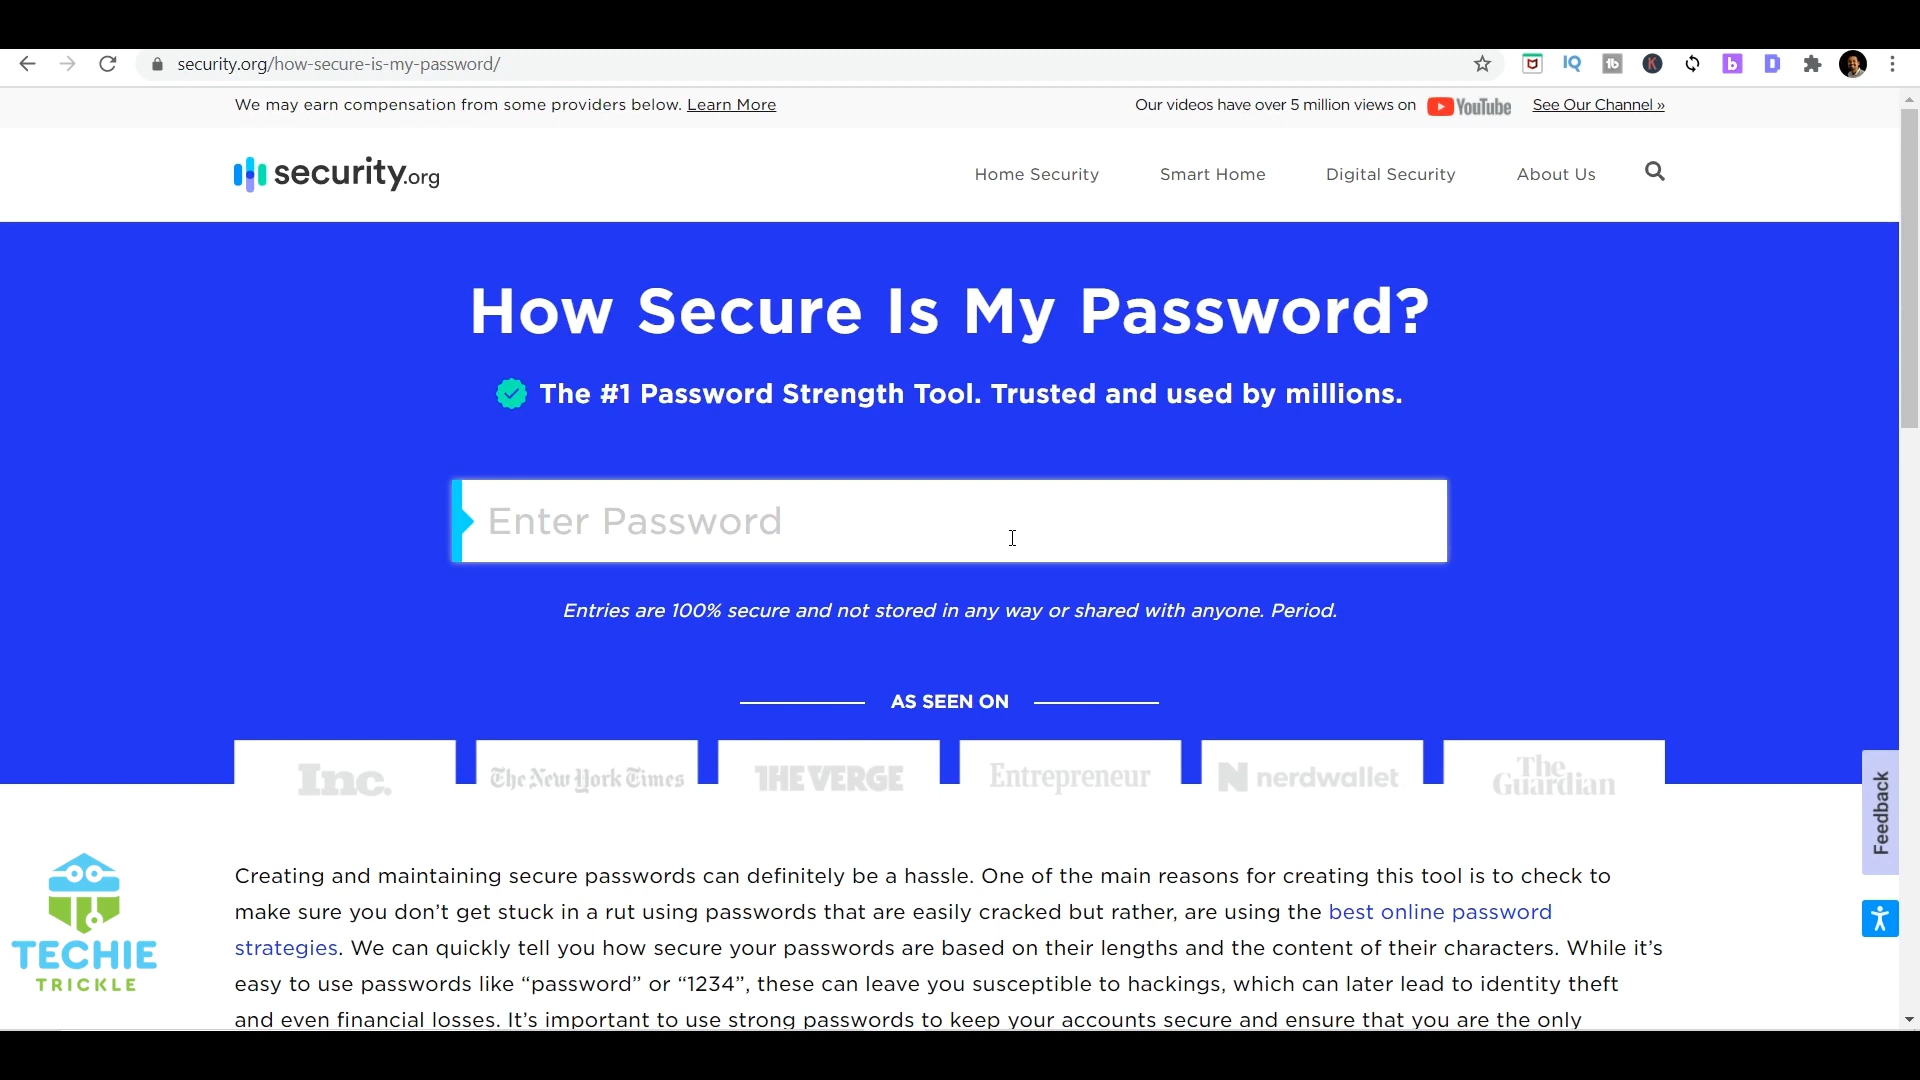 security.org/how-secure-is-my-password/
We may earn compensation from some providers below. Learn More
Our videos have over 5 million views on YouTube See Our Channel »
security.org
Home Security Smart Home Digital Security About Us
How Secure Is My Password?
The #1 Password Strength Tool. Trusted and used by millions.
Enter Password
Entries are 100% secure and not stored in any way or shared with anyone. Period.
AS SEEN ON
Inc. The New York Times THE VERGE Entrepreneur N nerdwallet The Guardian
Feedback
Creating and maintaining secure passwords can definitely be a hassle. One of the main reasons for creating this tool is to check to
make sure you don’t get stuck in a rut using passwords that are easily cracked but rather, are using the best online password
strategies. We can quickly tell you how secure your passwords are based on their lengths and the content of their characters. While it’s
easy to use passwords like “password” or “1234”, these can leave you susceptible to hackings, which can later lead to identity theft
and even financial losses. It’s important to use strong passwords to keep your accounts secure and ensure that you are the only
TECHIE
TRICKLE
IQ
tb
K
b
D